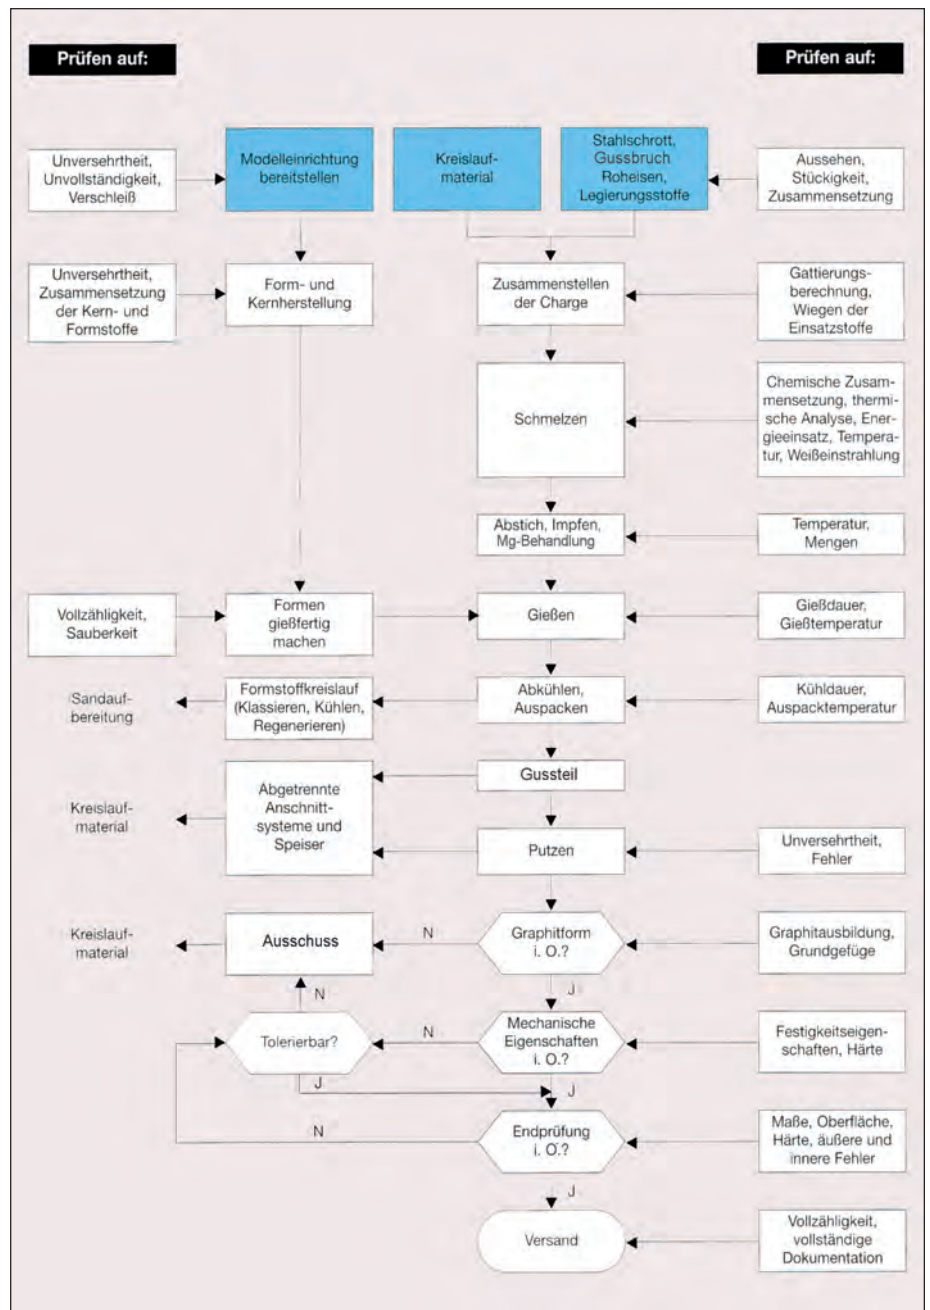 Prüfen auf:
Prüfen auf:
Unversehrtheit,
Unvollständigkeit,
Verschleiß
Modelleinrichtung
bereitstellen
Kreislauf-
material
Stahlschrott,
Gussbruch
Roheisen,
Legierungsstoffe
Aussehen,
Stückigkeit,
Zusammensetzung
Unversehrtheit,
Zusammensetzung
der Kern- und
Formstoffe
Form- und
Kernherstellung
Zusammenstellen
der Charge
Gattierungs-
berechnung,
Wiegen der
Einsatzstoffe
Schmelzen
Chemische Zusam-
mensetzung, thermi-
sche Analyse, Ener-
gieeinsatz, Tempera-
tur, Weißeinstrahlung
Abstich, Impfen,
Mg-Behandlung
Temperatur,
Mengen
Vollzähligkeit,
Sauberkeit
Formen
gießfertig
machen
Gießen
Gießdauer,
Gießtemperatur
Sandauf-
bereitung
Formstoffkreislauf
(Klassieren, Kühlen,
Regenerieren)
Abkühlen,
Auspacken
Kühldauer,
Auspacktemperatur
Gussteil
Kreislauf-
material
Abgetrennte
Anschnitt-
systeme und
Speiser
Putzen
Unversehrtheit,
Fehler
Kreislauf-
material
Ausschuss
N
Graphitform
i. O.?
Graphitausbildung,
Grundgefüge
N
J
Tolerierbar?
N
Mechanische
Eigenschaften
i. O.?
Festigkeitseigen-
schaften, Härte
J
J
N
Endprüfung
i. O.?
Maße, Oberfläche,
Härte, äußere und
innere Fehler
J
Versand
Vollzähligkeit,
vollständige
Dokumentation